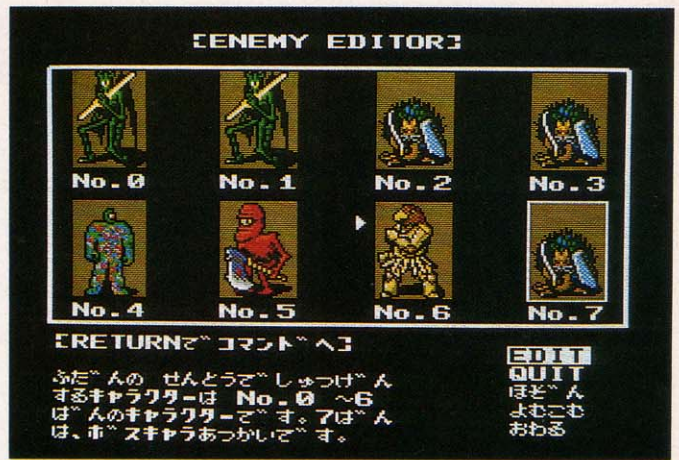 [ENEMY EDITOR]
No.0 No.1 No.2 No.3
No.4 No.5 No.6 No.7
[RETURNで コマンドへ]
ふだんの せんとうで しゅつげん
するキャラクターは No.0 ~6
ばんのキャラクターです。7ばん
は、ボスキャラあつかいです。
EDIT
QUIT
ほぞん
よむこむ
おわる